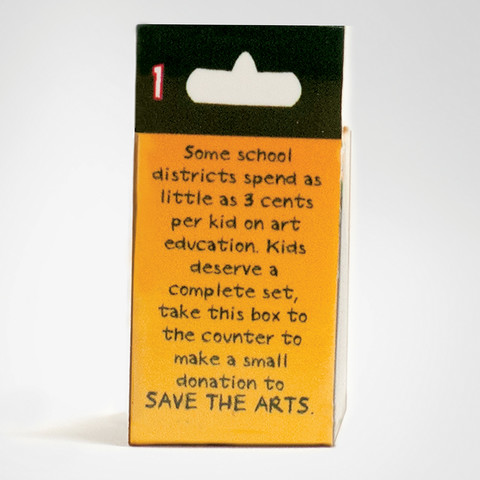 1
Some school
districts spend as
little as 3 cents
per kid on art
education. Kids
deserve a
complete set,
take this box to
the counter to
make a small
donation to
SAVE THE ARTS.